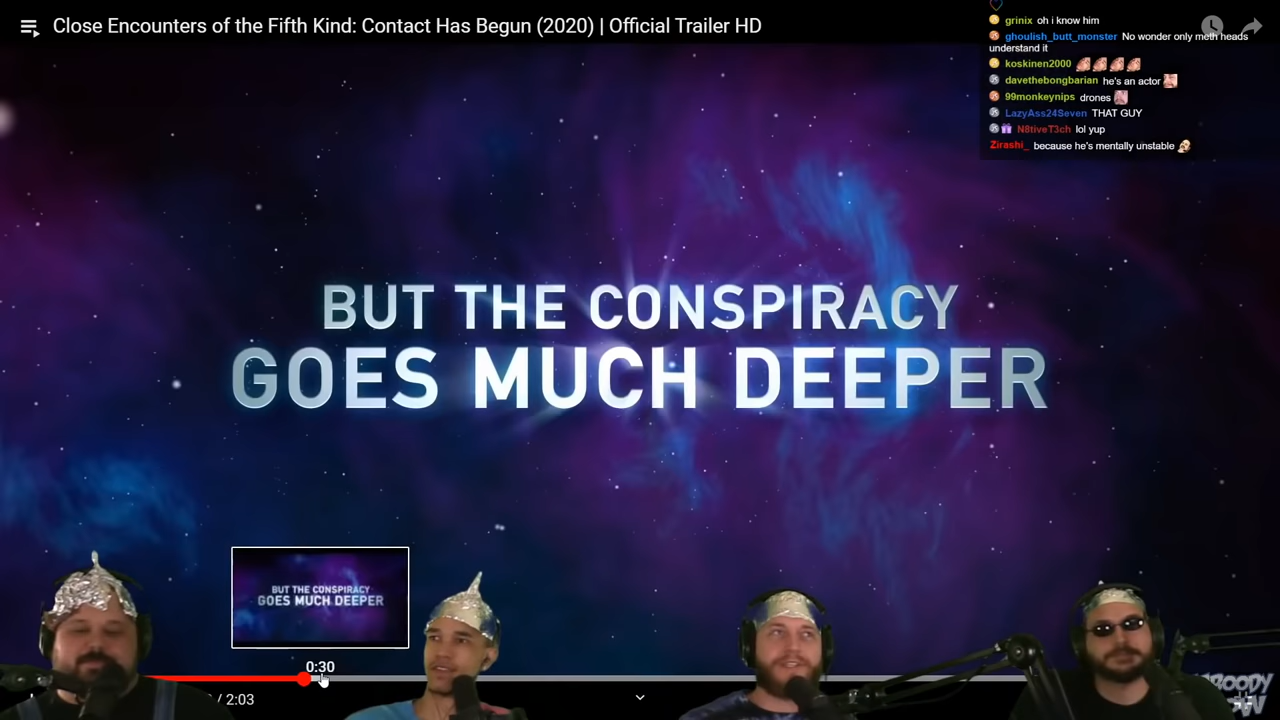 Close Encounters of the Fifth Kind: Contact Has Begun (2020) | Official Trailer HD
grinix oh i know him
ghoulish_butt_monster No wonder only meth heads
understand it
koskinen2000
davethebongbarian he's an actor
99monkeynips drones
LazyAss24Seven THAT GUY
N8tiveT3ch lol yup
Zirashi_ because he's mentally unstable
BUT THE CONSPIRACY
GOES MUCH DEEPER
BUT THE CONSPIRACY
GOES MUCH DEEPER
0:30
/ 2:03